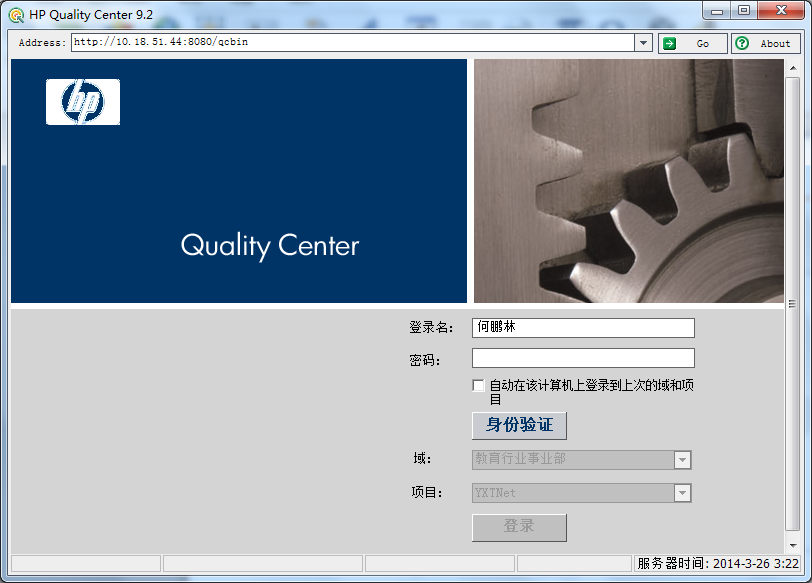 HP Quality Center 9.2
Address: http://10.18.51.44:8080/qcbin Go About
hp
Quality Center
登录名: 何鹏林
密码:
自动在该计算机上登录到上次的域和项
目
身份验证
域: 教育行业事业部
项目: YXTNet
登录
服务器时间: 2014-3-26 3:22